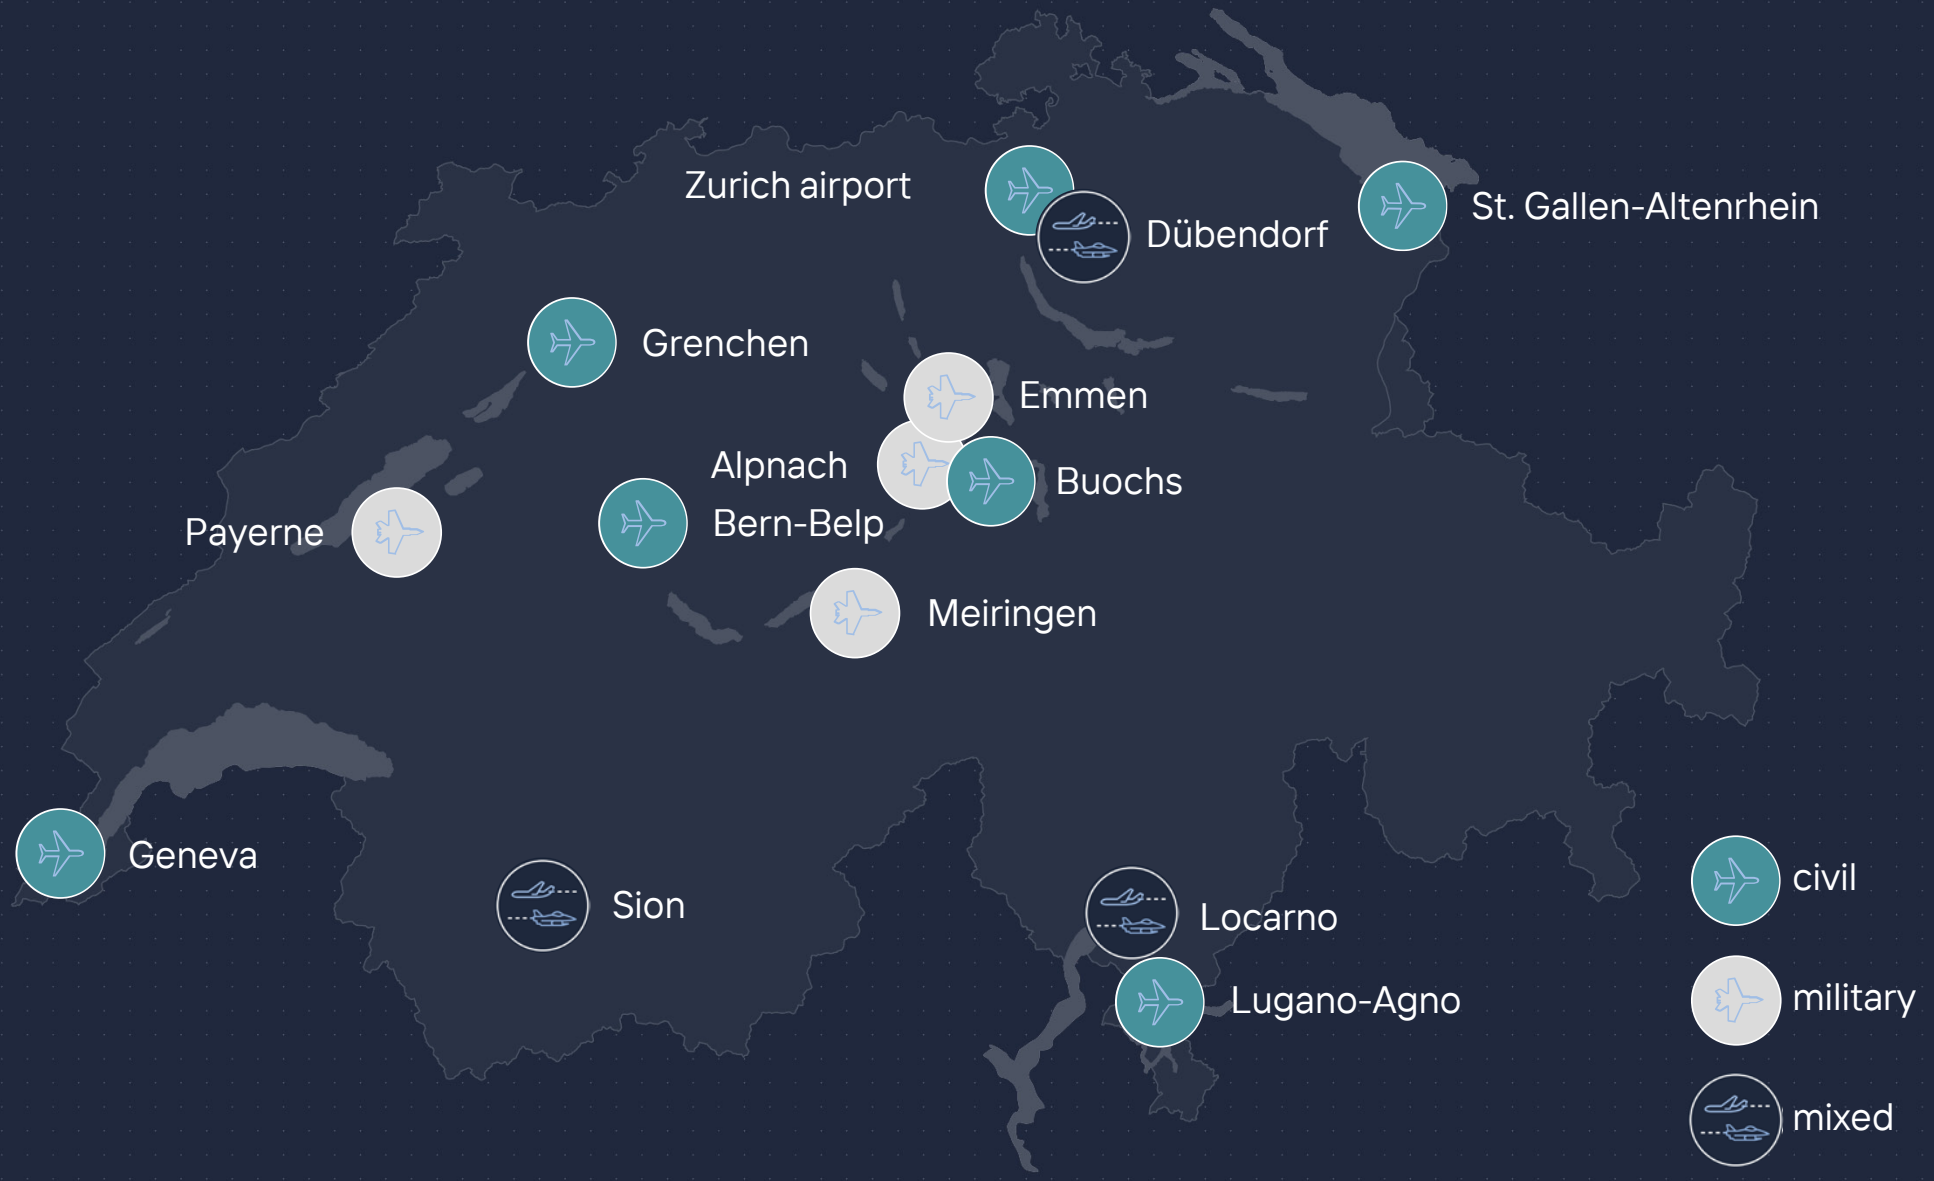 Zurich airport
Dübendorf
St. Gallen-Altenrhein
Grenchen
Emmen
Alpnach
Buochs
Bern-Belp
Payerne
Meiringen
Geneva
Sion
Locarno
Lugano-Agno
civil
military
mixed